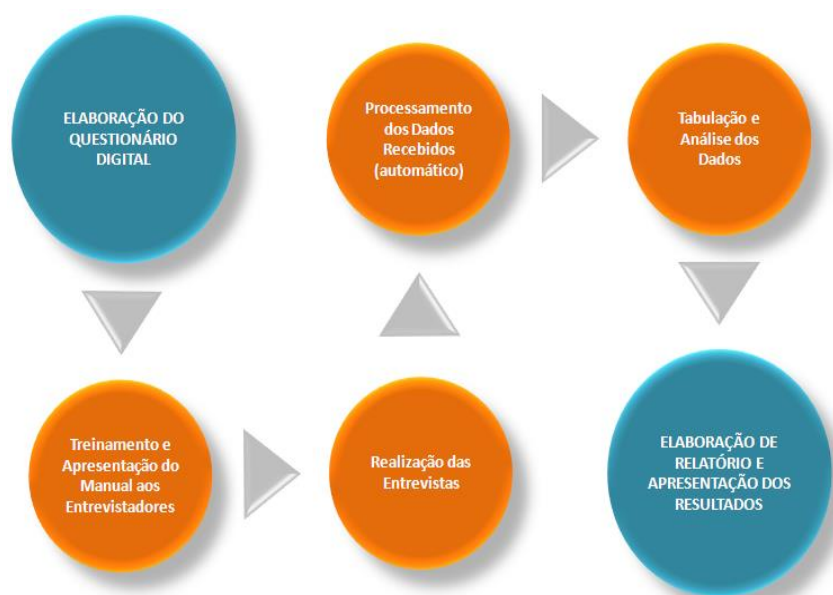 ELABORAÇÃO DO
QUESTIONÁRIO
DIGITAL
Treinamento e
Apresentação do
Manual aos
Entrevistadores
Realização das
Entrevistas
Processamento
dos Dados
Recebidos
(automático)
Tabulação e
Análise dos
Dados
ELABORAÇÃO DE
RELATÓRIO E
APRESENTAÇÃO DOS
RESULTADOS